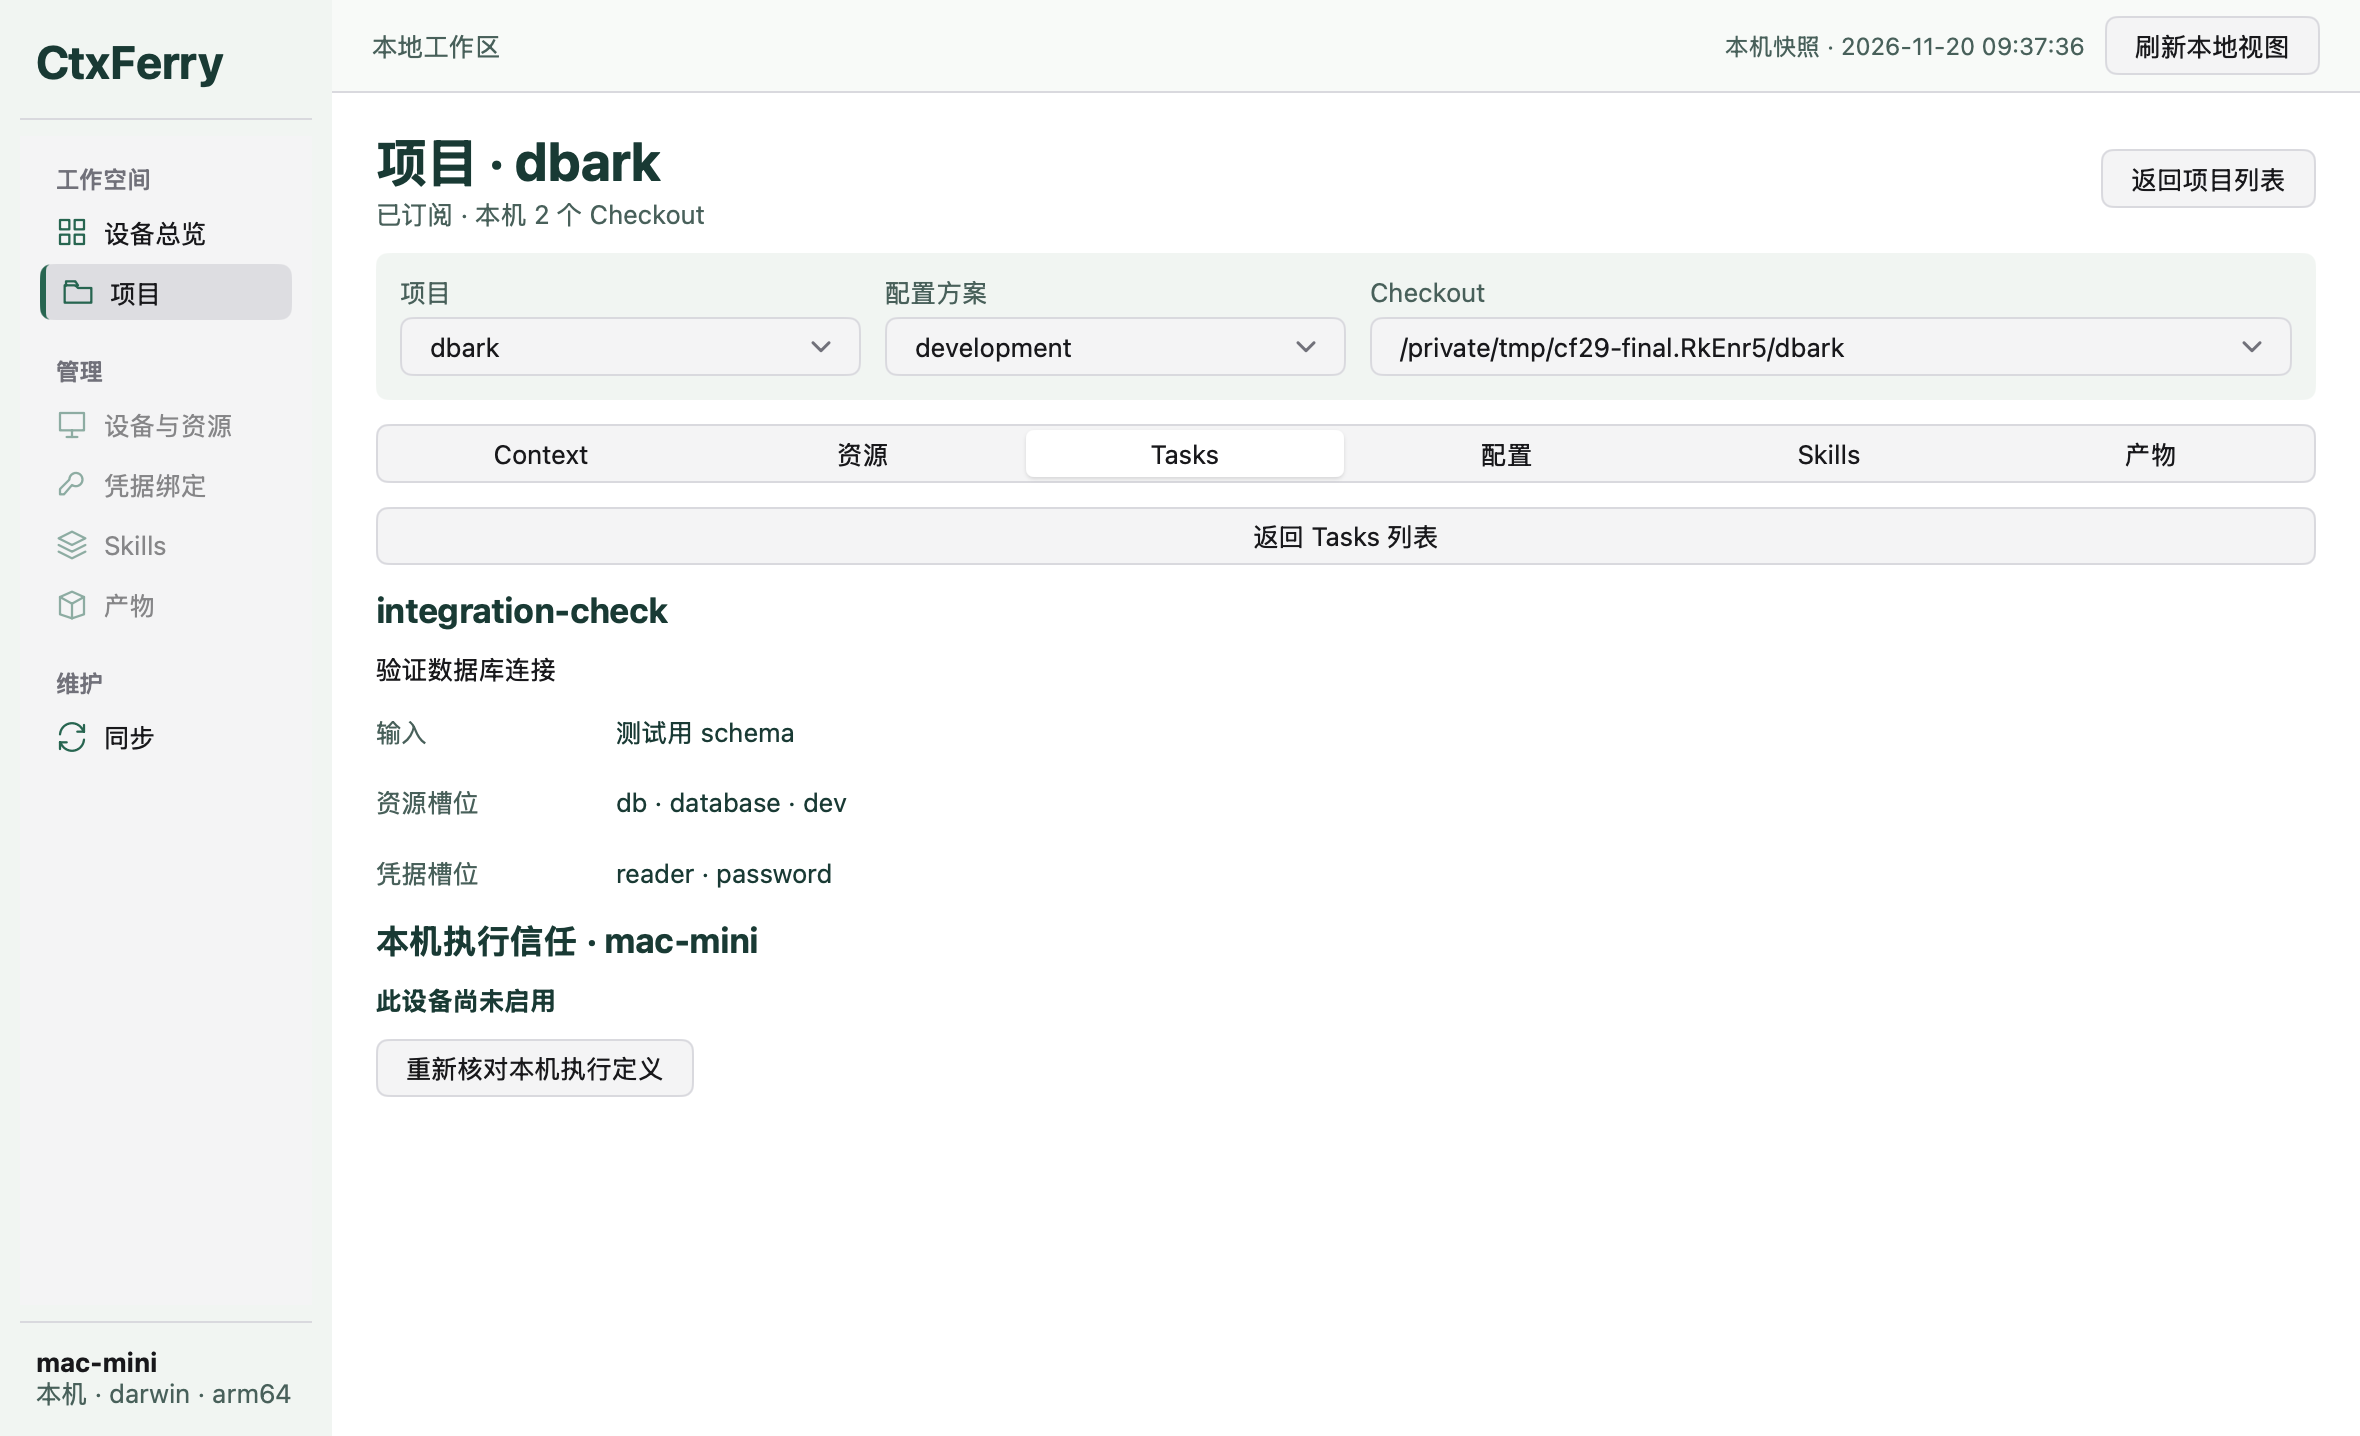 CtxFerry
工作空间
设备总览
项目
管理
设备与资源
凭据绑定
Skills
产物
维护
同步
mac-mini
本机 · darwin · arm64
本地工作区
本机快照 · 2026-11-20 09:37:36
刷新本地视图
项目 · dbark
已订阅 · 本机 2 个 Checkout
返回项目列表
项目
dbark
配置方案
development
Checkout
/private/tmp/cf29-final.RkEnr5/dbark
Context
资源
Tasks
配置
Skills
产物
返回 Tasks 列表
integration-check
验证数据库连接
输入 测试用 schema
资源槽位 db · database · dev
凭据槽位 reader · password
本机执行信任 · mac-mini
此设备尚未启用
重新核对本机执行定义